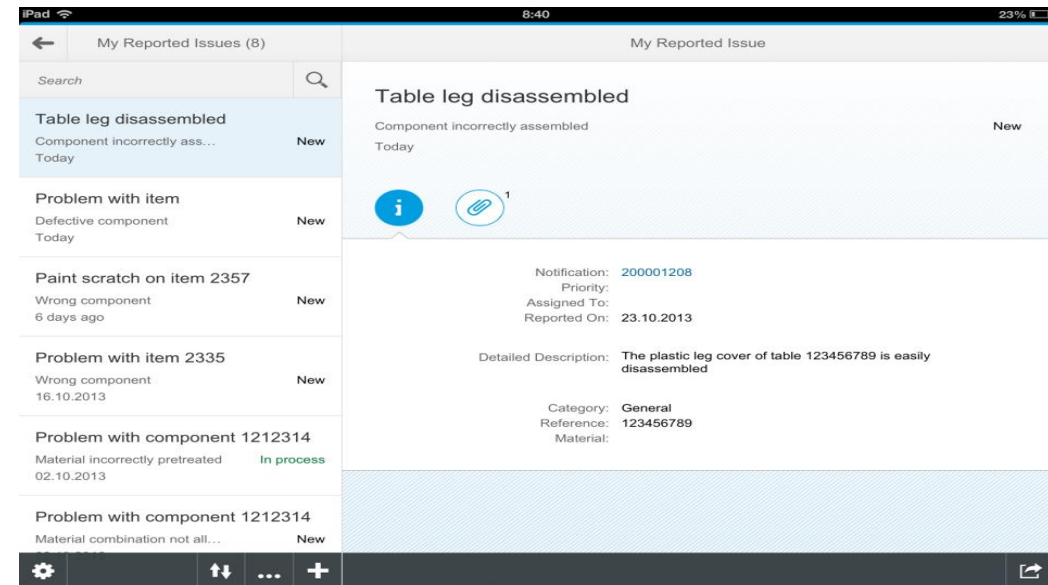 iPad 8:40 23%
My Reported Issues (8)
Search
Table leg disassembled
Component incorrectly ass... New
Today
Problem with item
Defective component New
Today
Paint scratch on item 2357
Wrong component New
6 days ago
Problem with item 2335
Wrong component New
16.10.2013
Problem with component 1212314
Material incorrectly pretreated In process
02.10.2013
Problem with component 1212314
Material combination not all... New
...
My Reported Issue
Table leg disassembled
Component incorrectly assembled New
Today
i 1
Notification: 200001208
Priority:
Assigned To:
Reported On: 23.10.2013
Detailed Description: The plastic leg cover of table 123456789 is easily
disassembled
Category: General
Reference: 123456789
Material: